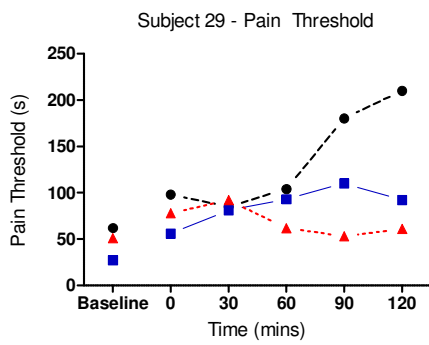 Subject 29 - Pain Threshold
Pain Threshold (s)
250
200
150
100
50
0
Baseline 0 30 60 90 120
Time (mins)